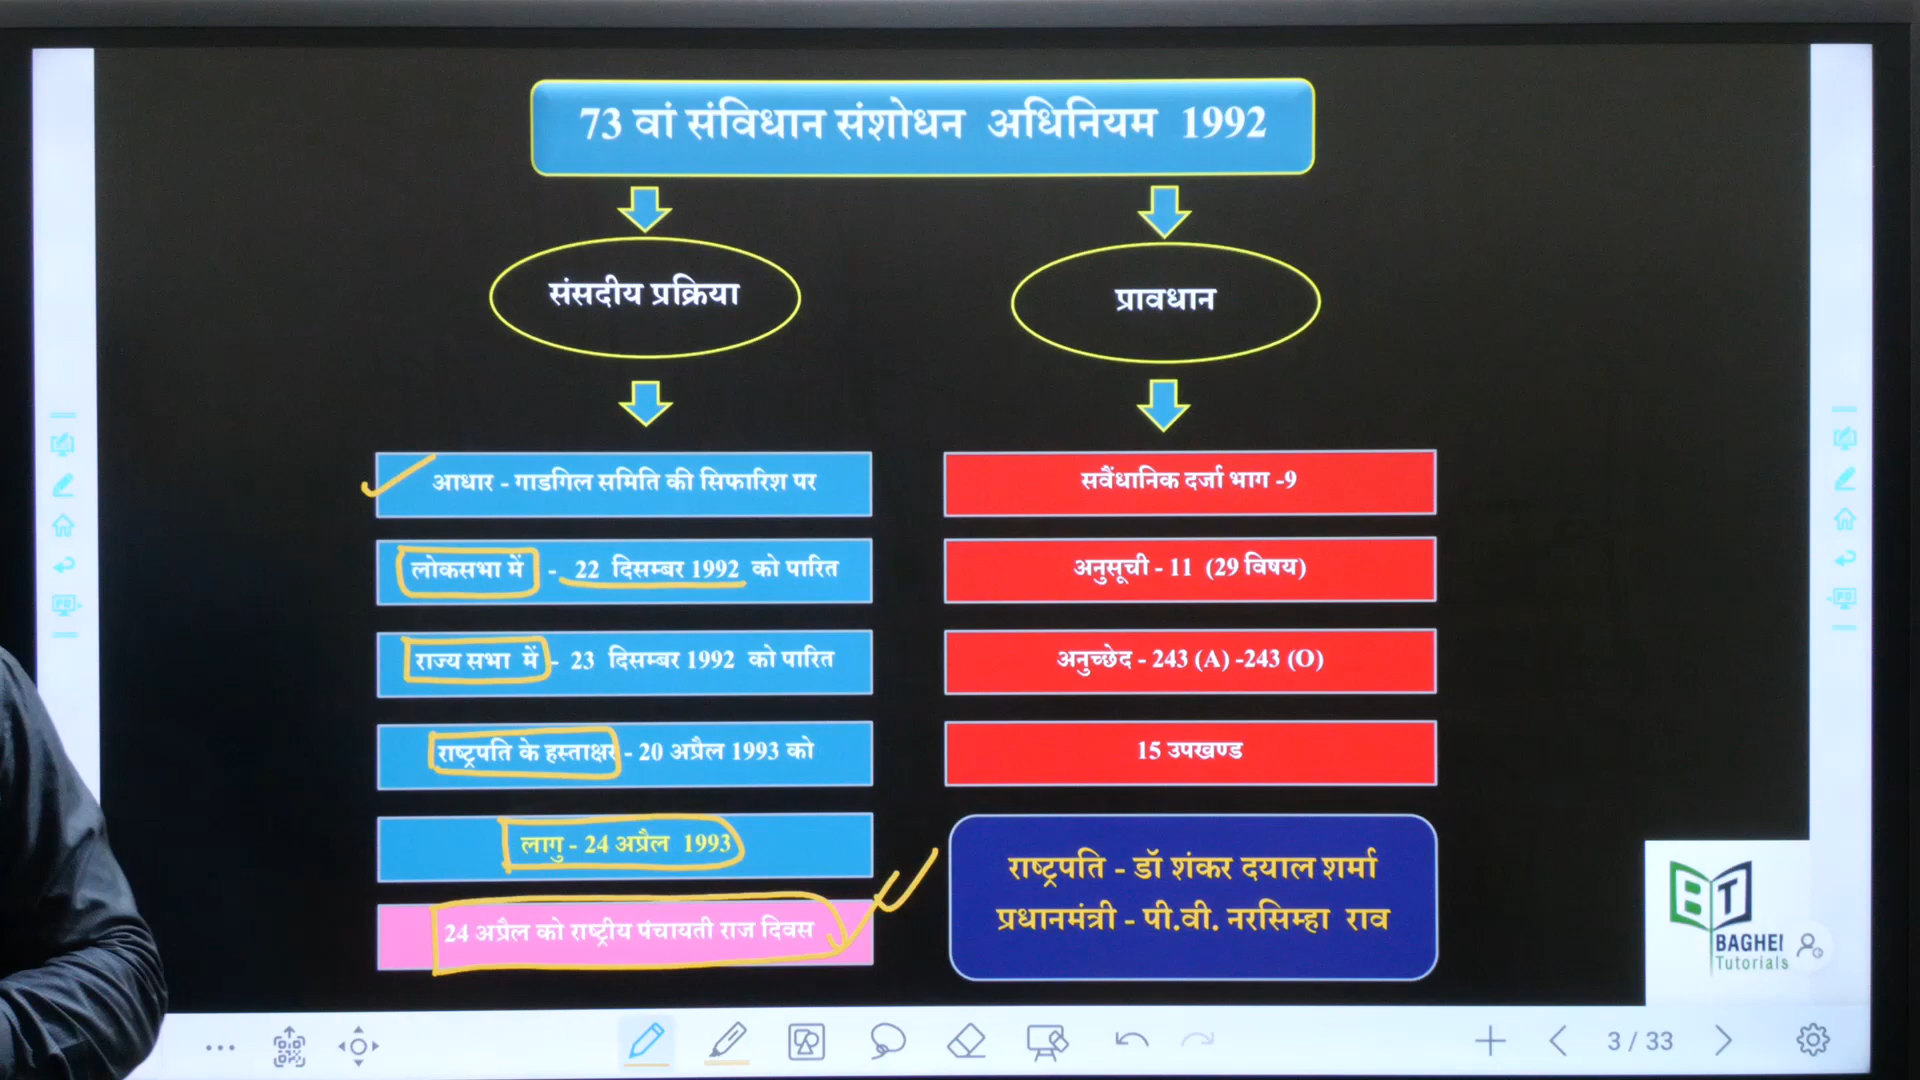 73 वां संविधान संशोधन अधिनियम 1992
संसदीय प्रक्रिया
प्रावधान
आधार - गाडगिल समिति की सिफारिश पर
लोकसभा में - 22 दिसम्बर 1992 को पारित
राज्य सभा में - 23 दिसम्बर 1992 को पारित
राष्ट्रपति के हस्ताक्षर - 20 अप्रैल 1993 को
लागु - 24 अप्रैल 1993
24 अप्रैल को राष्ट्रीय पंचायती राज दिवस
सवैंधानिक दर्जा भाग -9
अनुसूची - 11 (29 विषय)
अनुच्छेद - 243 (A) -243 (O)
15 उपखण्ड
राष्ट्रपति - डॉ शंकर दयाल शर्मा
प्रधानमंत्री - पी.वी. नरसिम्हा राव
BT
BAGHEI
Tutorials
3 / 33